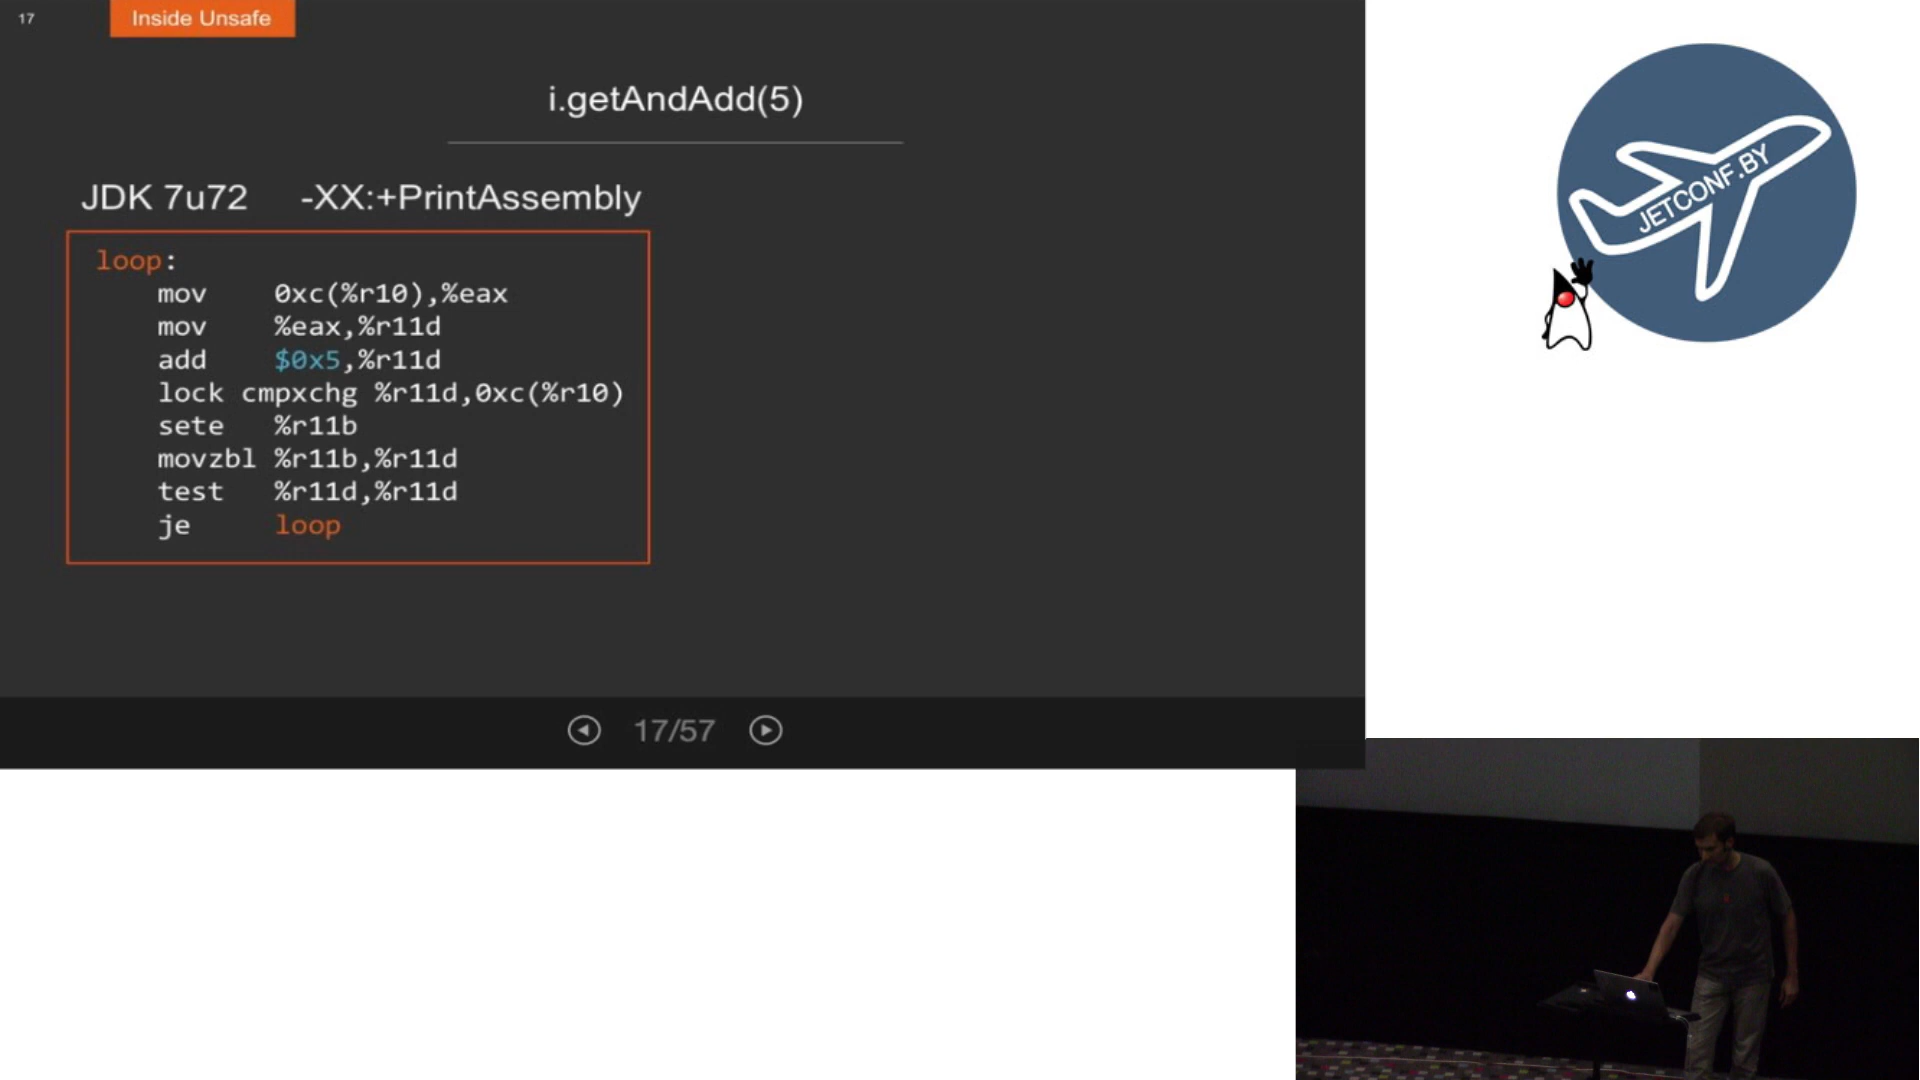 17
Inside Unsafe
i.getAndAdd(5)
JDK 7u72 -XX:+PrintAssembly
loop:
mov 0xc(%r10),%eax
mov %eax,%r11d
add $0x5,%r11d
lock cmpxchg %r11d,0xc(%r10)
sete %r11b
movzbl %r11b,%r11d
test %r11d,%r11d
je loop
17/57
JETCONF.BY